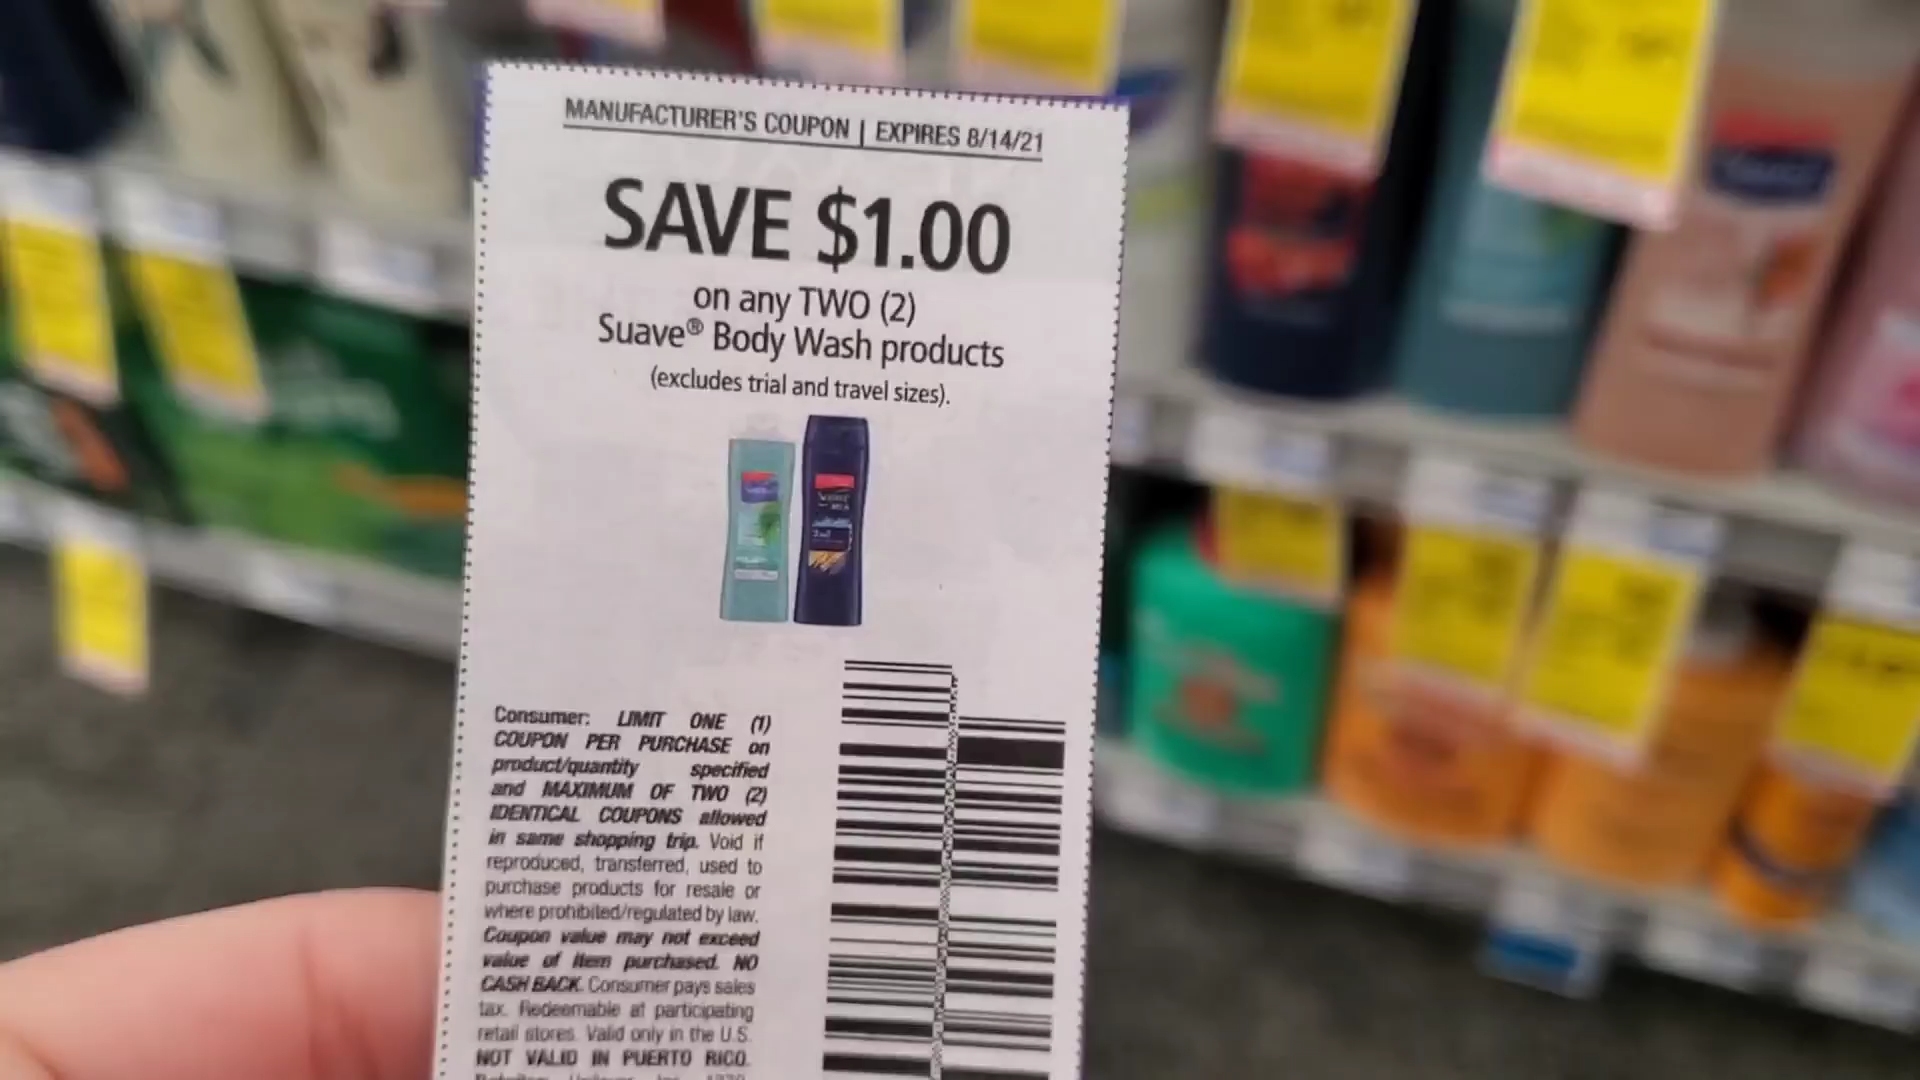 MANUFACTURER'S COUPON | EXPIRES 8/14/21
SAVE $1.00
on any TWO (2)
Suave® Body Wash products
(excludes trial and travel sizes).
Consumer: LIMIT ONE (1)
COUPON PER PURCHASE on
product/quantity specified
and MAXIMUM OF TWO (2)
IDENTICAL COUPONS allowed
in same shopping trip. Void if
reproduced, transferred, used to
purchase products for resale or
where prohibited/regulated by law.
Coupon value may not exceed
value of item purchased. NO
CASH BACK. Consumer pays sales
tax. Redeemable at participating
retail stores. Valid only in the U.S.
NOT VALID IN PUERTO RICO.